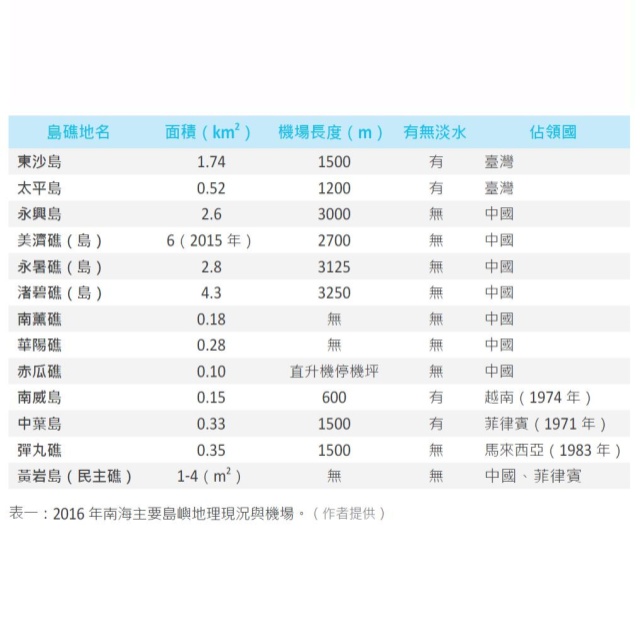 島礁地名 面積（km²） 機場長度（m） 有無淡水 佔領國
東沙島 1.74 1500 有 臺灣
太平島 0.52 1200 有 臺灣
永興島 2.6 3000 無 中國
美濟礁（島） 6（2015 年） 2700 無 中國
永暑礁（島） 2.8 3125 無 中國
渚碧礁（島） 4.3 3250 無 中國
南薰礁 0.18 無 無 中國
華陽礁 0.28 無 無 中國
赤瓜礁 0.10 直升機停機坪 無 中國
南威島 0.15 600 有 越南（1974 年）
中葉島 0.33 1500 有 菲律賓（1971 年）
彈丸礁 0.35 1500 無 馬來西亞（1983 年）
黃岩島（民主礁） 1-4（m²） 無 無 中國、菲律賓
表一：2016 年南海主要島嶼地理現況與機場。（作者提供）